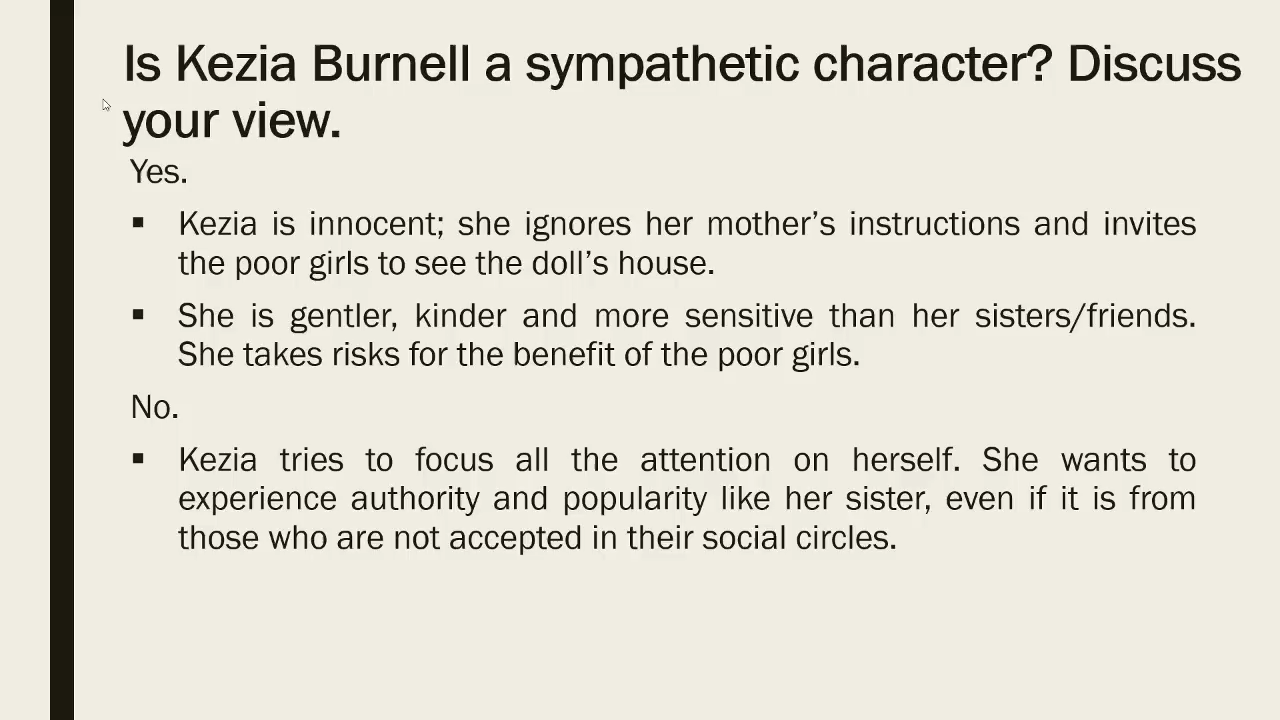 Is Kezia Burnell a sympathetic character? Discuss
your view.
Yes.
▪ Kezia is innocent; she ignores her mother’s instructions and invites
the poor girls to see the doll’s house.
▪ She is gentler, kinder and more sensitive than her sisters/friends.
She takes risks for the benefit of the poor girls.
No.
▪ Kezia tries to focus all the attention on herself. She wants to
experience authority and popularity like her sister, even if it is from
those who are not accepted in their social circles.